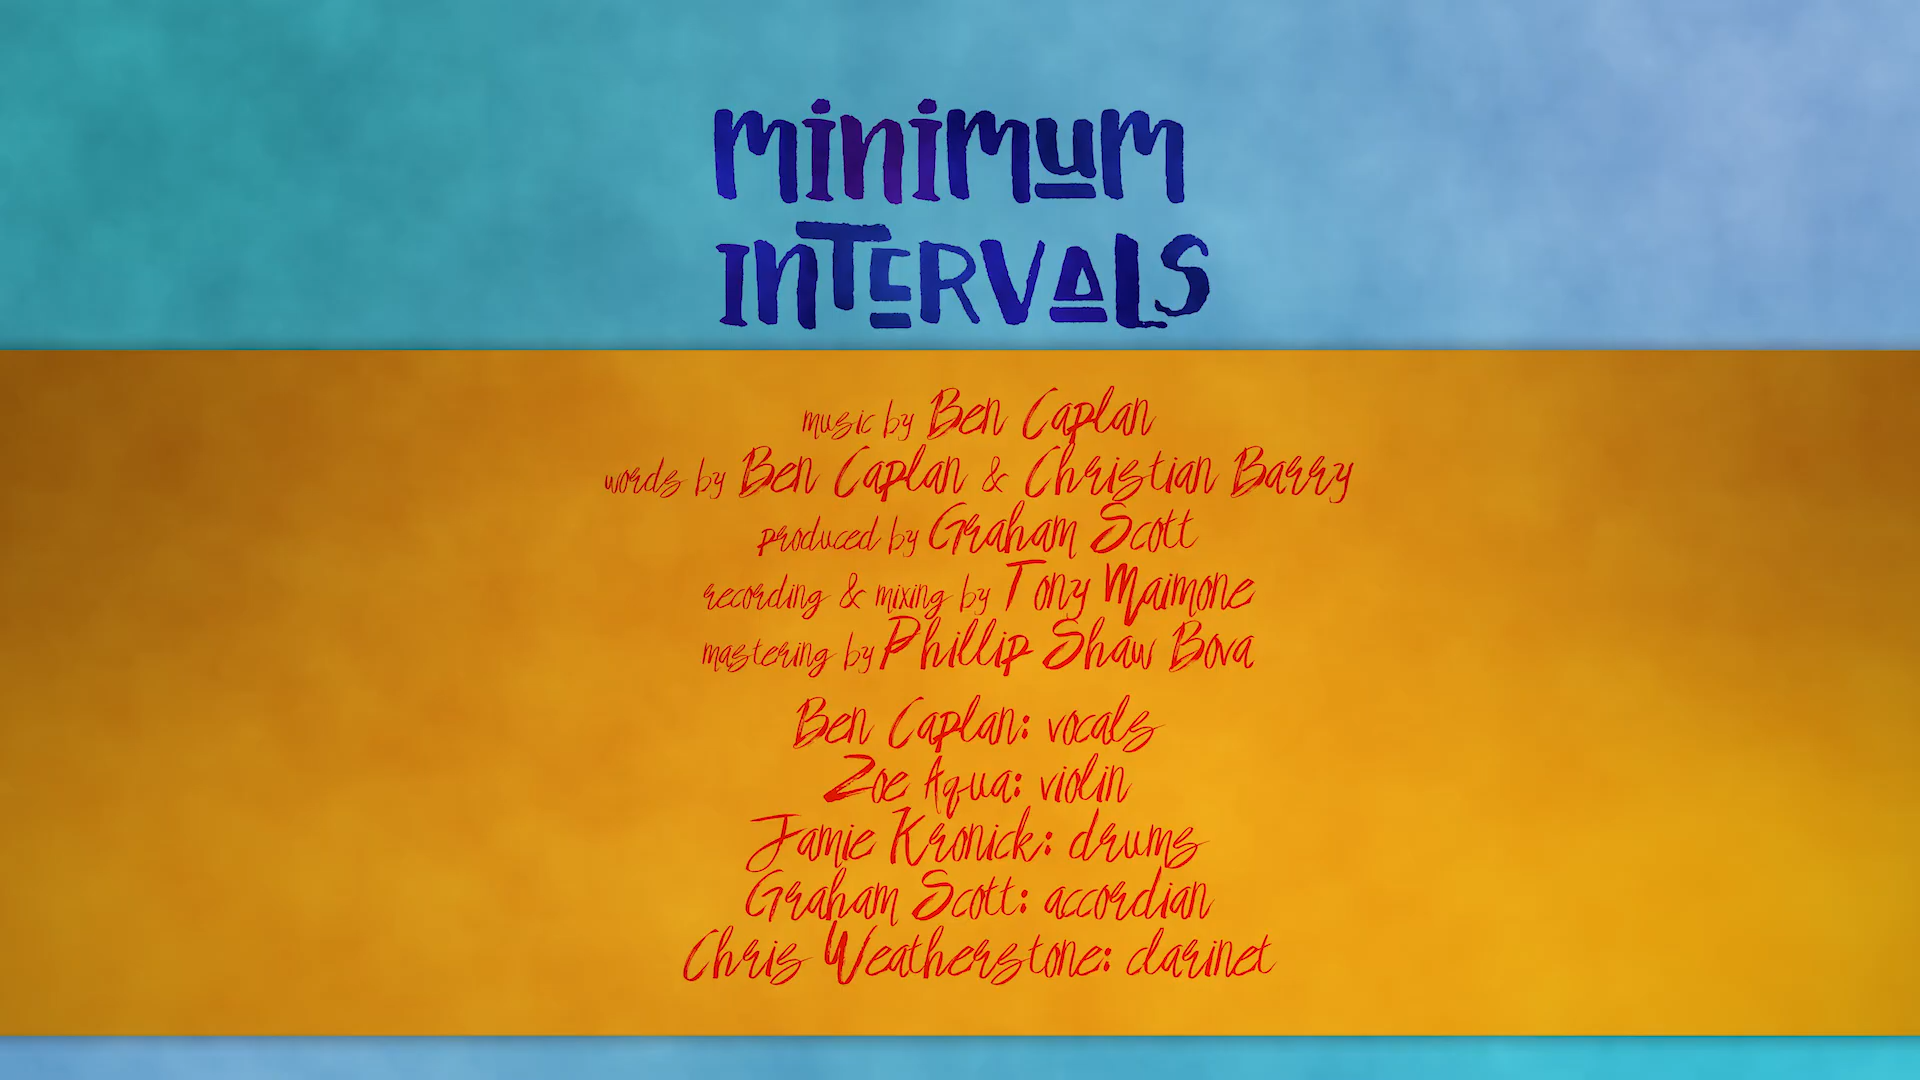 minimum
intervals
music by Ben Caplan
words by Ben Caplan & Christian Barry
produced by Graham Scott
recording & mixing by Tony Maimone
mastering by Phillip Shaw Bova
Ben Caplan: vocals
Zoe Aqua: violin
Jamie Kronick: drums
Graham Scott: accordian
Chris Weatherstone: clarinet